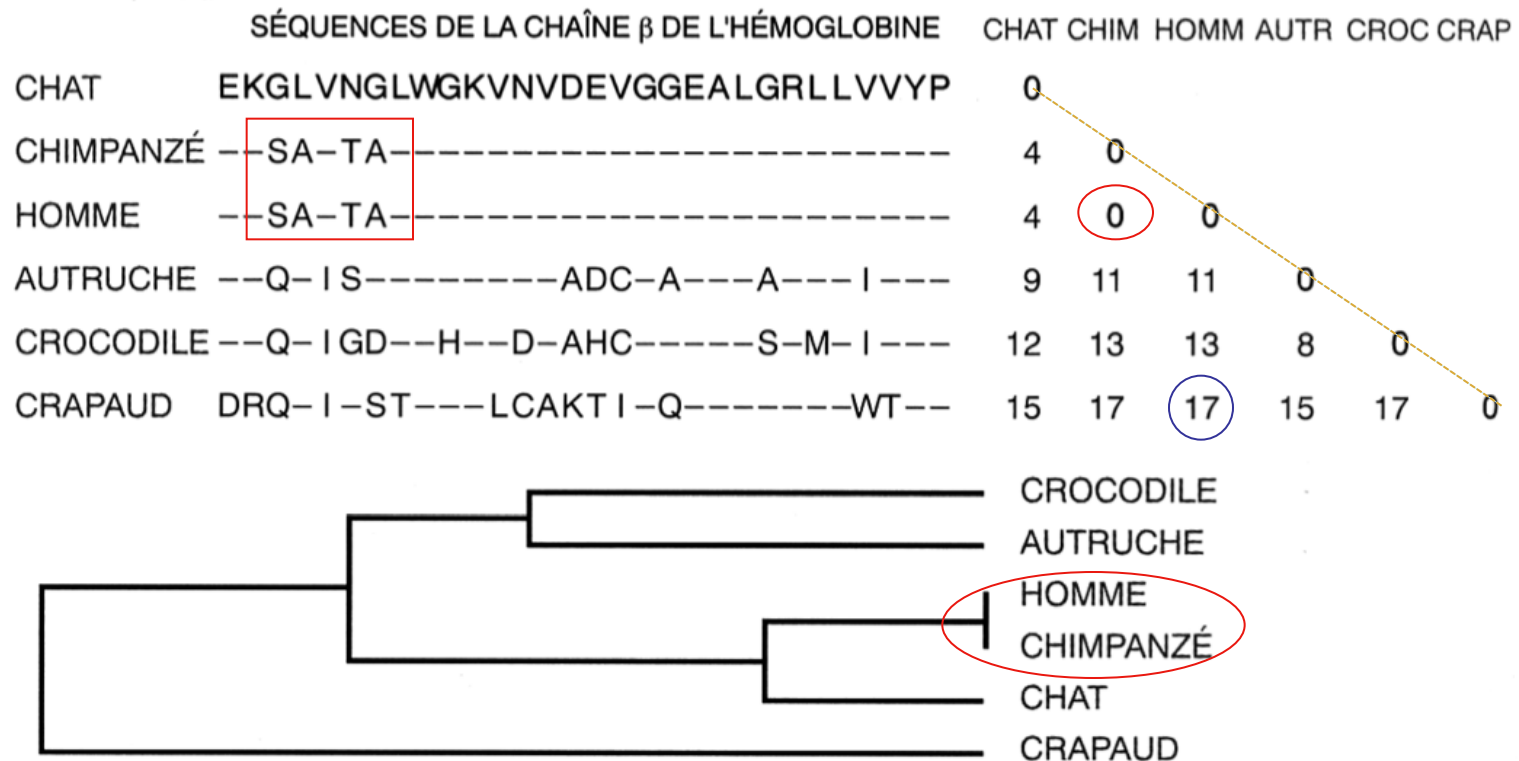 SÉQUENCES DE LA CHAÎNE β DE L'HÉMOGLOBINE CHAT CHIM HOMM AUTR CROC CRAP
CHAT EKGLVNGLWGKVNVDEVGGEALGRLLVVYP 0
CHIMPANZÉ --SA-TA----------------------- 4 0
HOMME --SA-TA----------------------- 4 0 0
AUTRUCHE --Q-IS--------ADC-A---A---I--- 9 11 11 0
CROCODILE --Q-IGD--H--D-AHC-----S-M-I--- 12 13 13 8 0
CRAPAUD DRQ-I-ST---LCAKTI-Q-------WT-- 15 17 17 15 17 0
CROCODILE
AUTRUCHE
HOMME
CHIMPANZÉ
CHAT
CRAPAUD